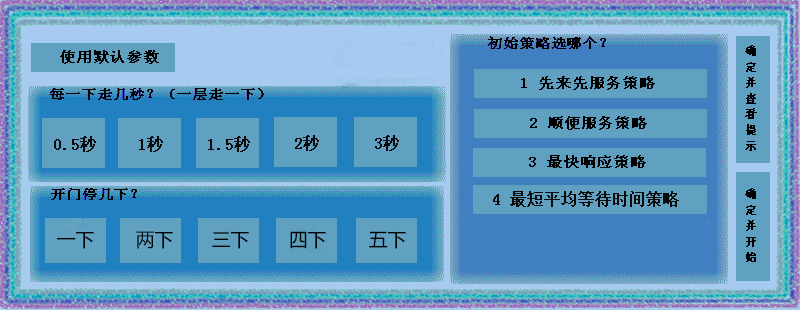 使用默认参数
每一下走几秒?(一层走一下)
0.5秒
1秒
1.5秒
2秒
3秒
开门停几下?
一下
两下
三下
四下
五下
初始策略选哪个?
1 先来先服务策略
2 顺便服务策略
3 最快响应策略
4 最短平均等待时间策略
确定并查看提示
确定并开始